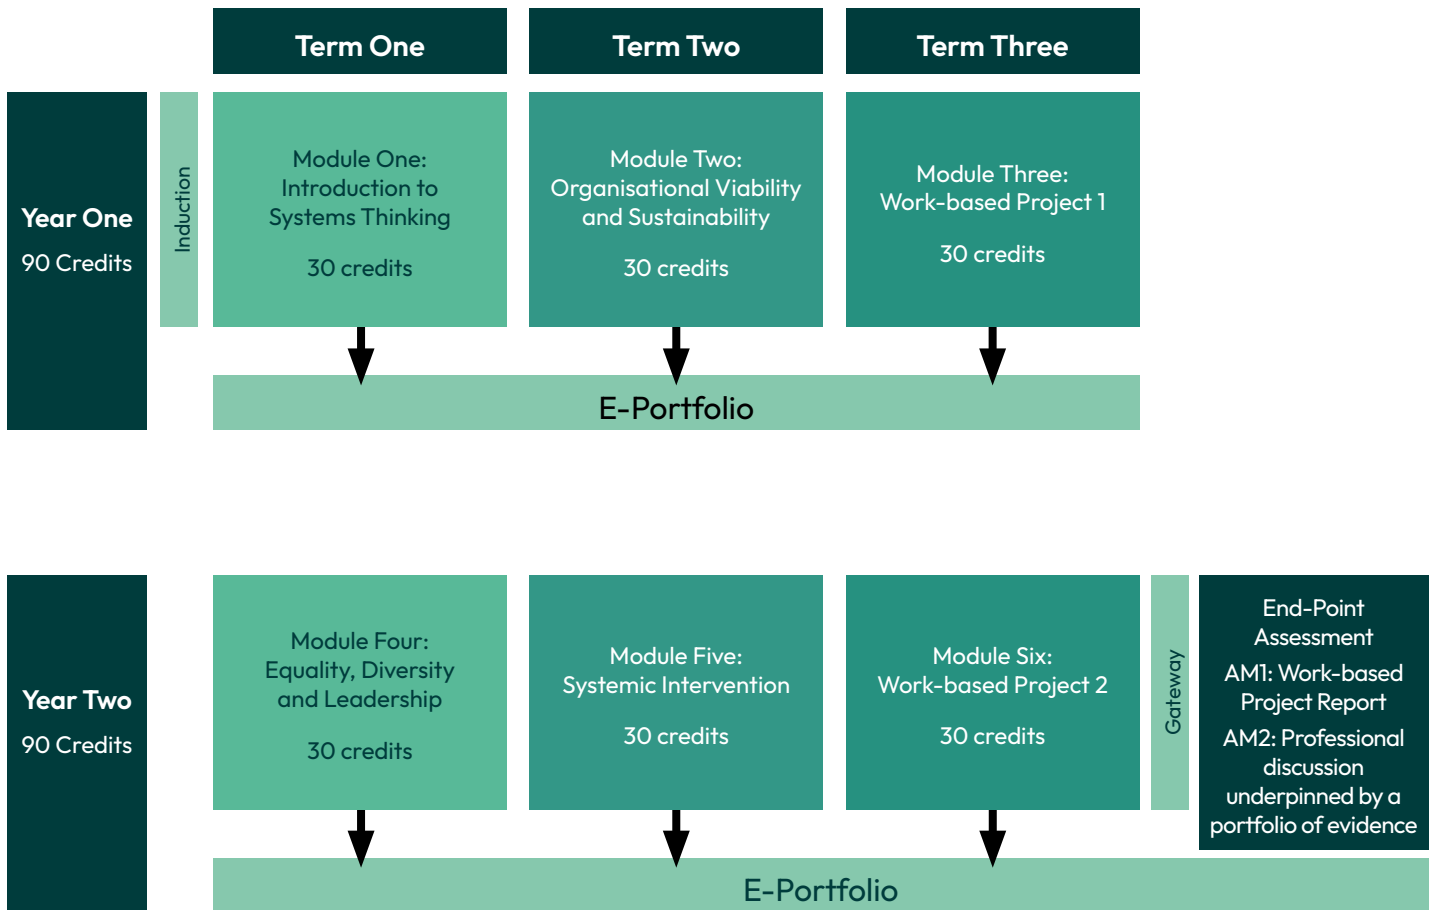 Term One
Term Two
Term Three
Year One
90 Credits
Induction
Module One:
Introduction to
Systems Thinking
30 credits
Module Two:
Organisational Viability
and Sustainability
30 credits
Module Three:
Work-based Project 1
30 credits
E-Portfolio
Year Two
90 Credits
Module Four:
Equality, Diversity
and Leadership
30 credits
Module Five:
Systemic Intervention
30 credits
Module Six:
Work-based Project 2
30 credits
Gateway
End-Point
Assessment
AM1: Work-based
Project Report
AM2: Professional
discussion
underpinned by a
portfolio of evidence
E-Portfolio